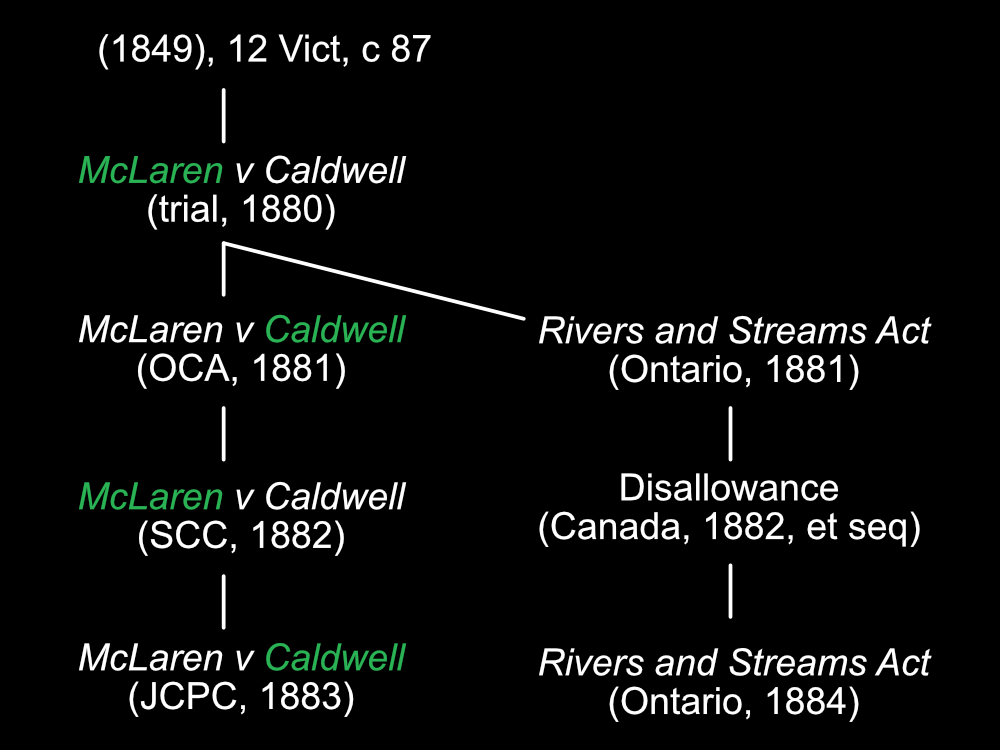 (1849), 12 Vict, c 87
McLaren v Caldwell
(trial, 1880)
McLaren v Caldwell
(OCA, 1881)
McLaren v Caldwell
(SCC, 1882)
McLaren v Caldwell
(JCPC, 1883)
Rivers and Streams Act
(Ontario, 1881)
Disallowance
(Canada, 1882, et seq)
Rivers and Streams Act
(Ontario, 1884)